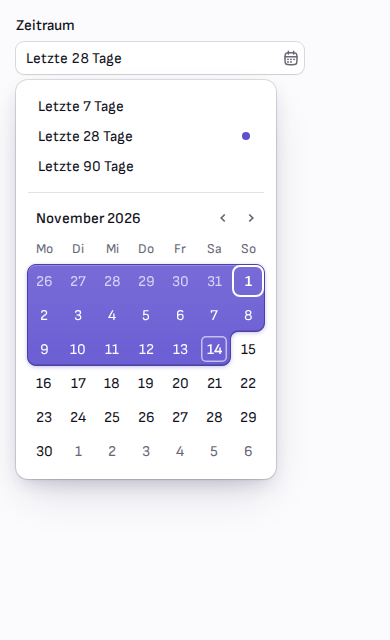 Zeitraum
Letzte 28 Tage
Letzte 7 Tage
Letzte 28 Tage
Letzte 90 Tage
November 2026
Mo Di Mi Do Fr Sa So
26 27 28 29 30 31 1
2 3 4 5 6 7 8
9 10 11 12 13 14 15
16 17 18 19 20 21 22
23 24 25 26 27 28 29
30 1 2 3 4 5 6